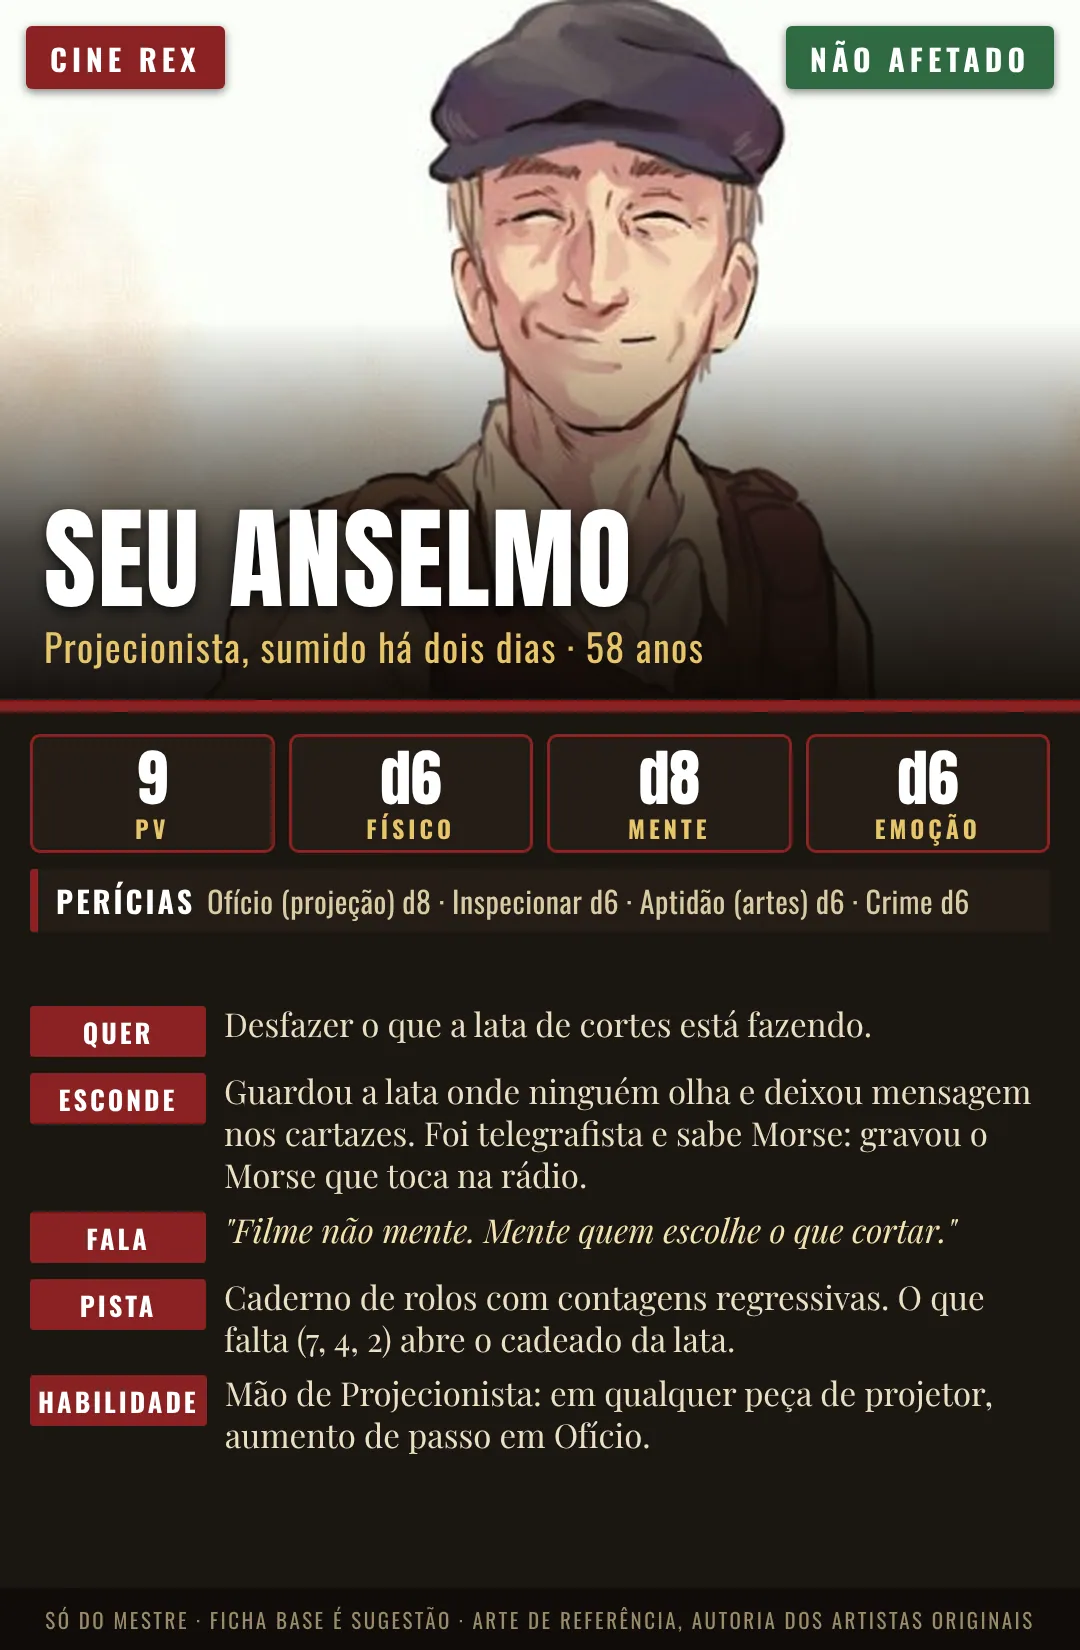 CINE REX
NÃO AFETADO
SEU ANSELMO
Projecionista, sumido há dois dias · 58 anos
9
PV
d6
FÍSICO
d8
MENTE
d6
EMOÇÃO
PERÍCIAS Ofício (projeção) d8 · Inspecionar d6 · Aptidão (artes) d6 · Crime d6
QUER Desfazer o que a lata de cortes está fazendo.
ESCONDE Guardou a lata onde ninguém olha e deixou mensagem
nos cartazes. Foi telegrafista e sabe Morse: gravou o
Morse que toca na rádio.
FALA "Filme não mente. Mente quem escolhe o que cortar."
PISTA Caderno de rolos com contagens regressivas. O que
falta (7, 4, 2) abre o cadeado da lata.
HABILIDADE Mão de Projecionista: em qualquer peça de projetor,
aumento de passo em Ofício.
SÓ DO MESTRE · FICHA BASE É SUGESTÃO · ARTE DE REFERÊNCIA, AUTORIA DOS ARTISTAS ORIGINAIS